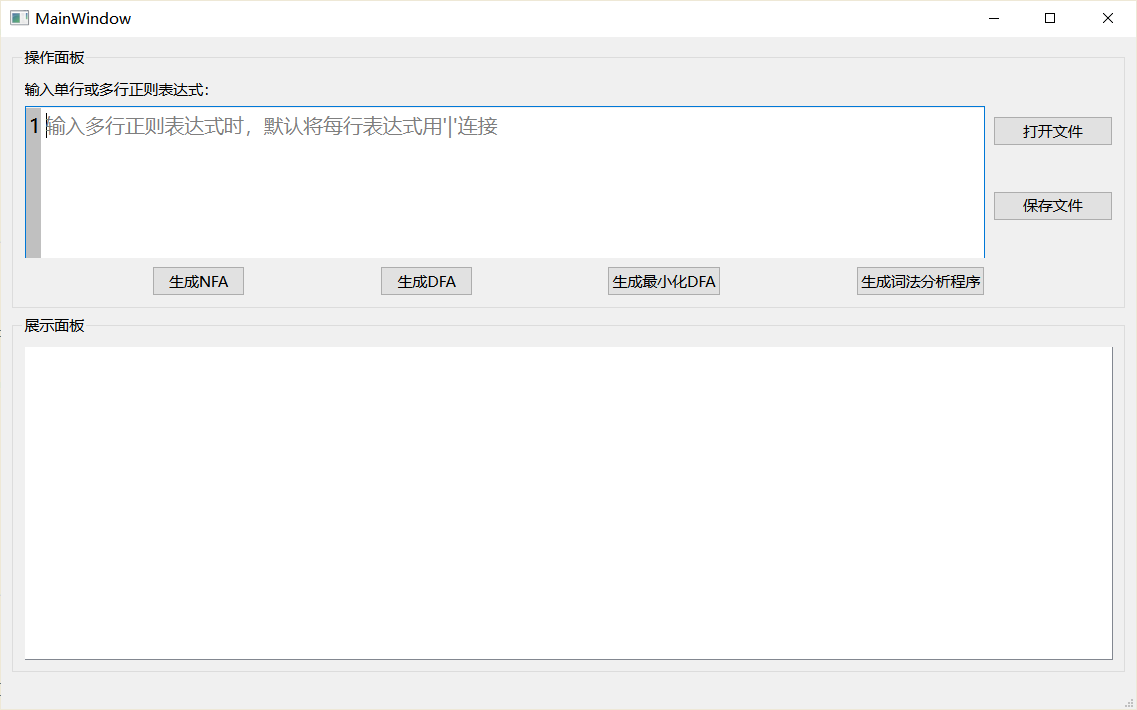 MainWindow
操作面板
输入单行或多行正则表达式：
1 输入多行正则表达式时，默认将每行表达式用'|'连接
打开文件
保存文件
生成NFA 生成DFA 生成最小化DFA 生成词法分析程序
展示面板